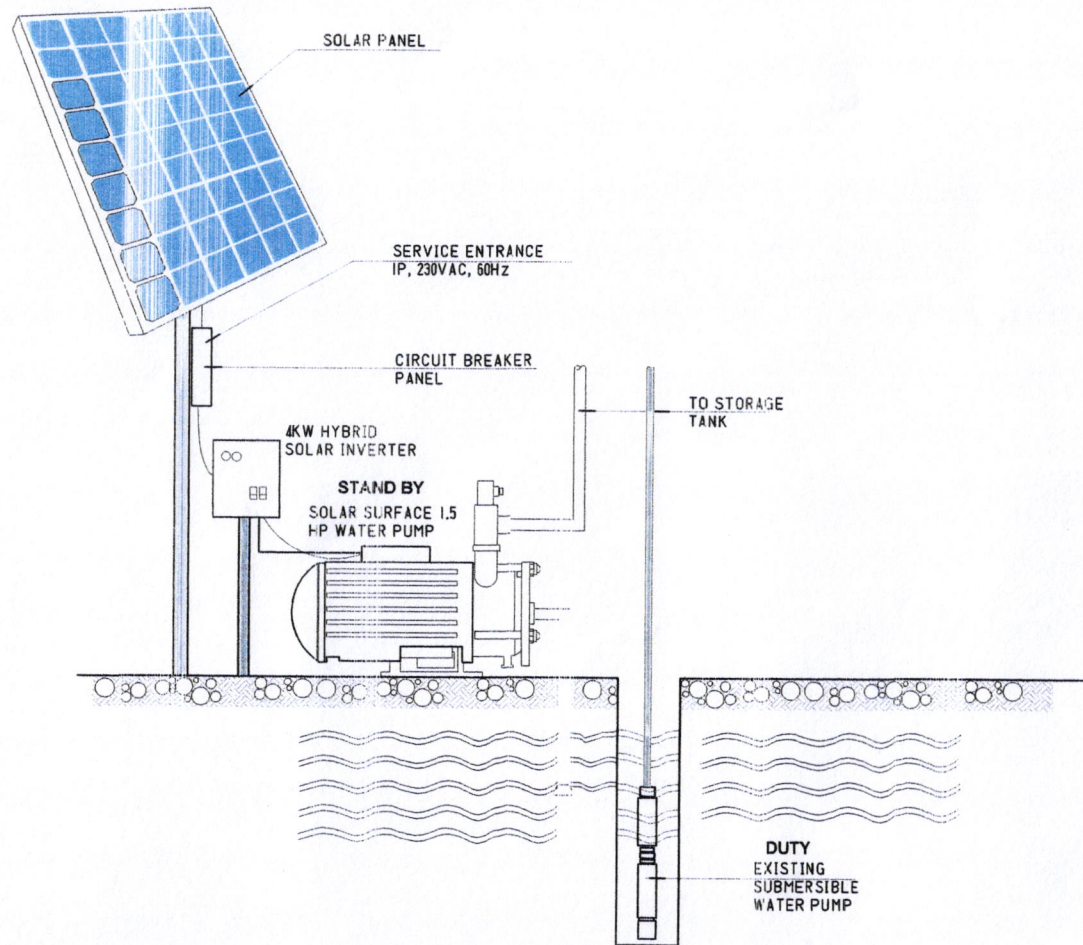 SOLAR PANEL
SERVICE ENTRANCE
IP, 230VAC, 60Hz
CIRCUIT BREAKER
PANEL
TO STORAGE
TANK
4KW HYBRID
SOLAR INVERTER
STAND BY
SOLAR SURFACE 1.5
HP WATER PUMP
DUTY
EXISTING
SUBMERSIBLE
WATER PUMP